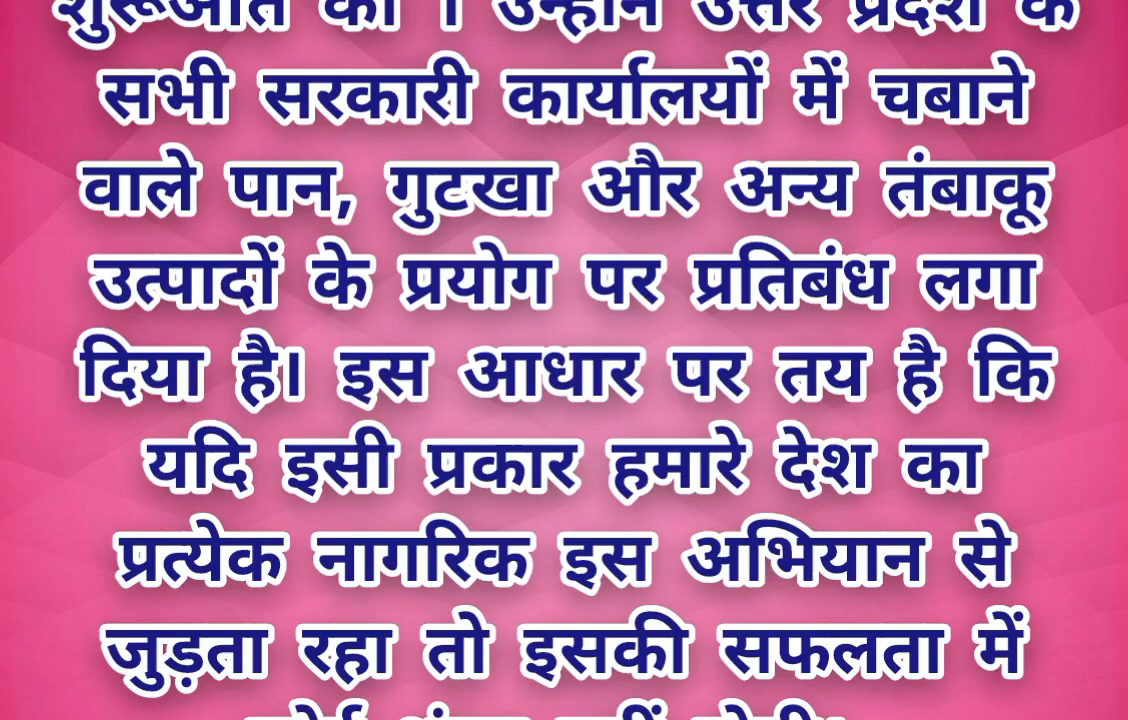 शुरूआत की । उन्होंने उत्तर प्रदेश के
सभी सरकारी कार्यालयों में चबाने
वाले पान, गुटखा और अन्य तंबाकू
उत्पादों के प्रयोग पर प्रतिबंध लगा
दिया है। इस आधार पर तय है कि
यदि इसी प्रकार हमारे देश का
प्रत्येक नागरिक इस अभियान से
जुड़ता रहा तो इसकी सफलता में